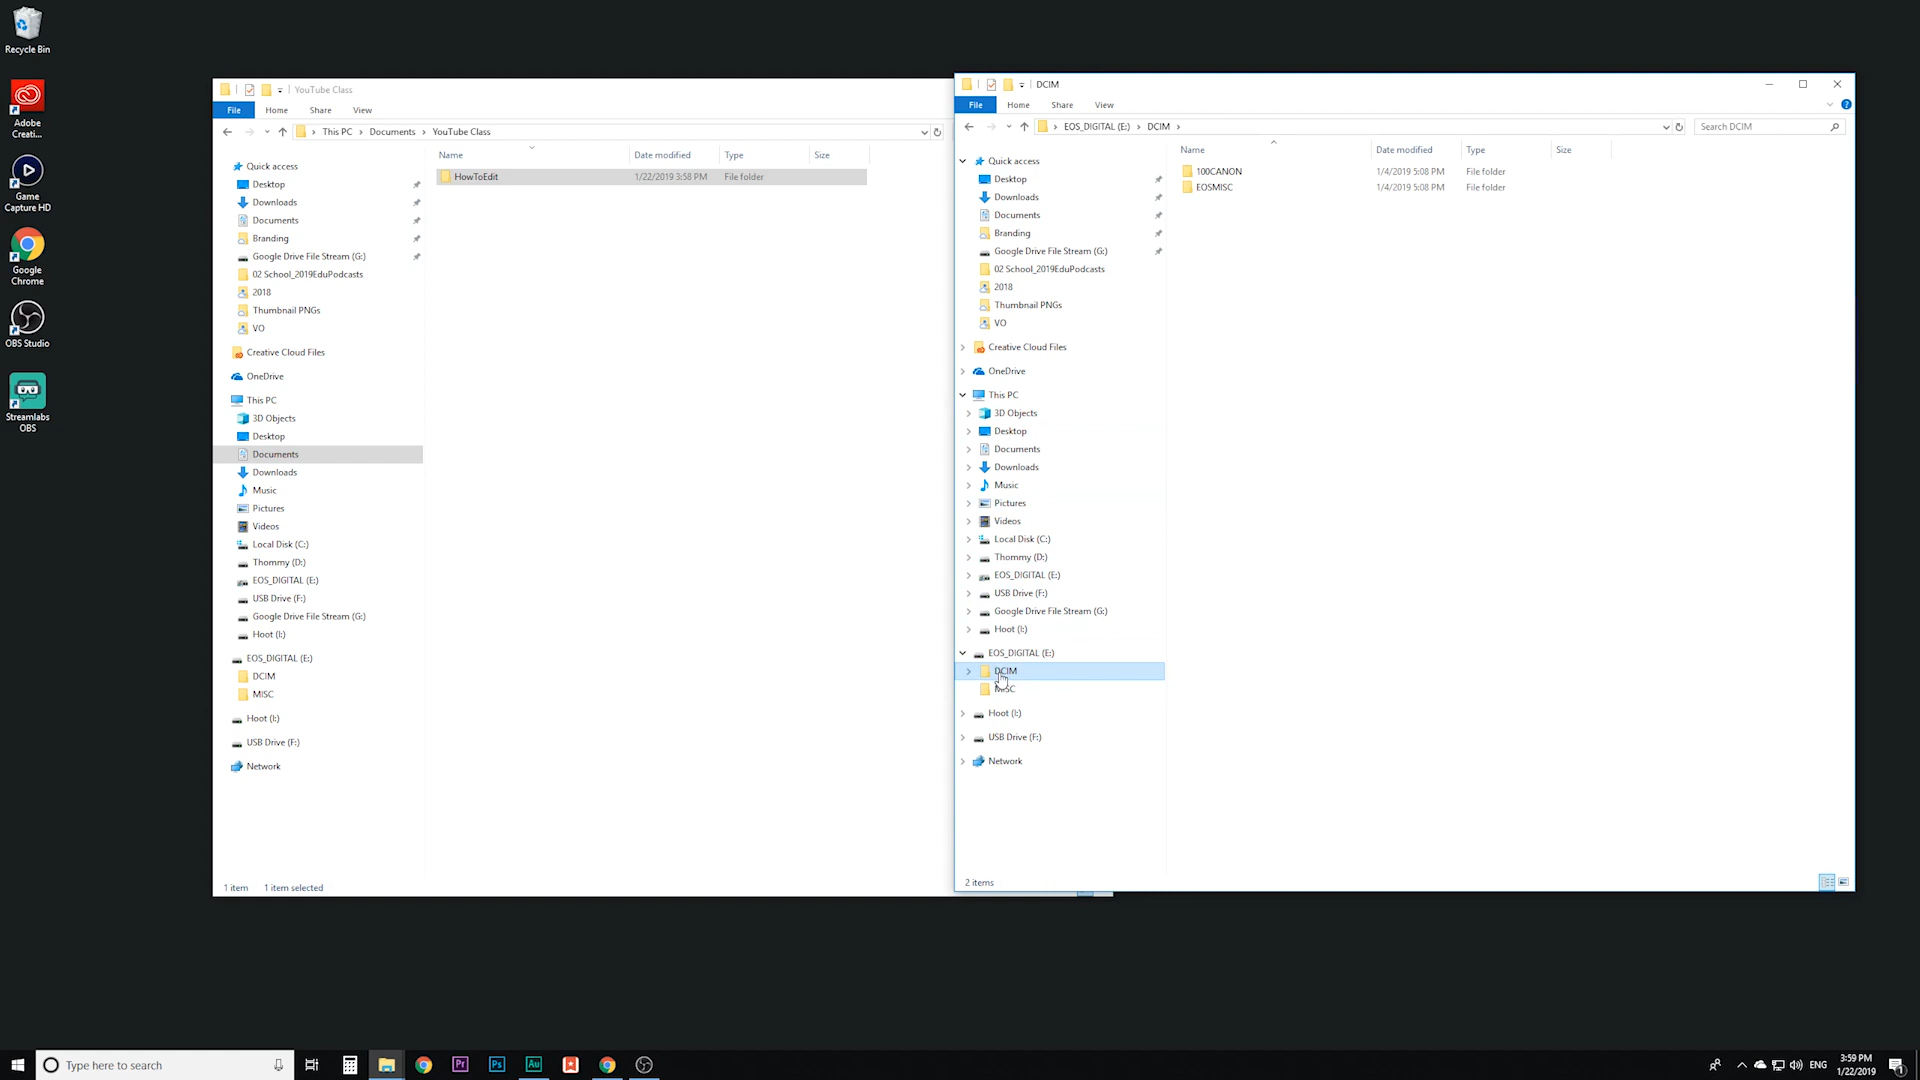 Recycle Bin
Adobe
Creati...
Game
Capture HD
Google
Chrome
OBS Studio
Streamlabs
OBS
YouTube Class
File Home Share View
This PC > Documents > YouTube Class
Name Date modified Type Size
HowToEdit 1/22/2019 3:58 PM File folder
Quick access
Desktop
Downloads
Documents
Branding
Google Drive File Stream (G:)
02 School_2019EduPodcasts
2018
Thumbnail PNGs
VO
Creative Cloud Files
OneDrive
This PC
3D Objects
Desktop
Documents
Downloads
Music
Pictures
Videos
Local Disk (C:)
Thommy (D:)
EOS_DIGITAL (E:)
USB Drive (F:)
Google Drive File Stream (G:)
Hoot (I:)
EOS_DIGITAL (E:)
DCIM
MISC
Hoot (I:)
USB Drive (F:)
Network
1 item 1 item selected
DCIM
File Home Share View
EOS_DIGITAL (E:) > DCIM >
Search DCIM
Name Date modified Type Size
100CANON 1/4/2019 5:08 PM File folder
EOSMISC 1/4/2019 5:08 PM File folder
Quick access
Desktop
Downloads
Documents
Branding
Google Drive File Stream (G:)
02 School_2019EduPodcasts
2018
Thumbnail PNGs
VO
Creative Cloud Files
OneDrive
This PC
3D Objects
Desktop
Documents
Downloads
Music
Pictures
Videos
Local Disk (C:)
Thommy (D:)
EOS_DIGITAL (E:)
USB Drive (F:)
Google Drive File Stream (G:)
Hoot (I:)
EOS_DIGITAL (E:)
DCIM
MISC
Hoot (I:)
USB Drive (F:)
Network
2 items
Type here to search
Pr
Ps
Au
ENG
3:59 PM
1/22/2019
1